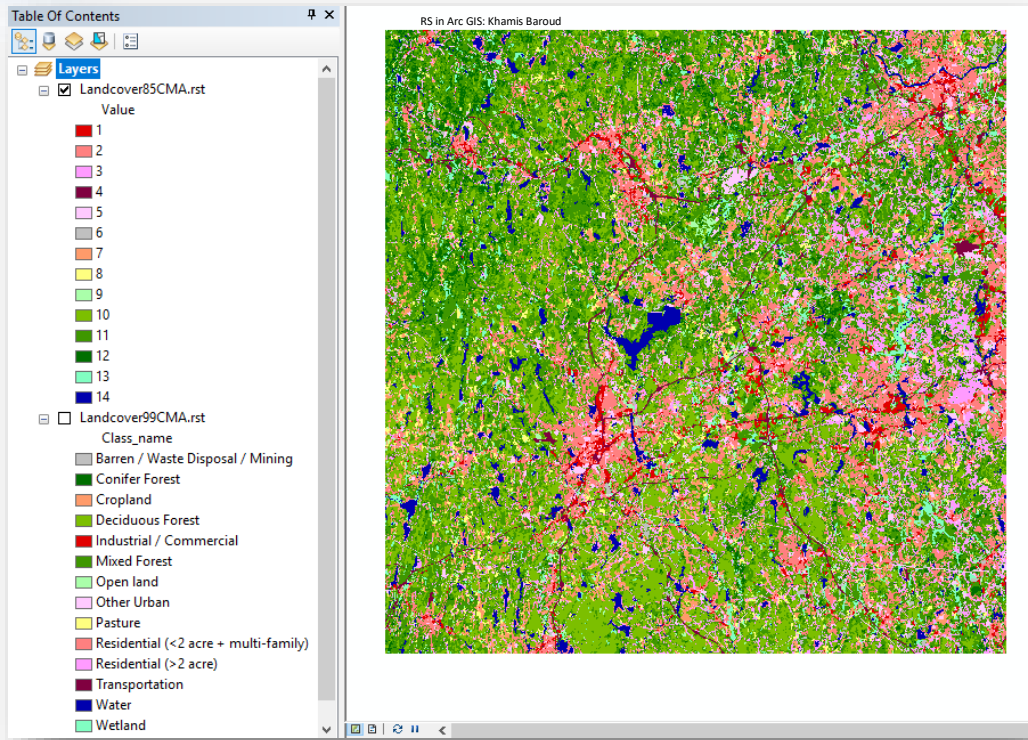 Table Of Contents
RS in Arc GIS: Khamis Baroud
Layers
Landcover85CMA.rst
Value
1
2
3
4
5
6
7
8
9
10
11
12
13
14
Landcover99CMA.rst
Class_name
Barren / Waste Disposal / Mining
Conifer Forest
Cropland
Deciduous Forest
Industrial / Commercial
Mixed Forest
Open land
Other Urban
Pasture
Residential (<2 acre + multi-family)
Residential (>2 acre)
Transportation
Water
Wetland